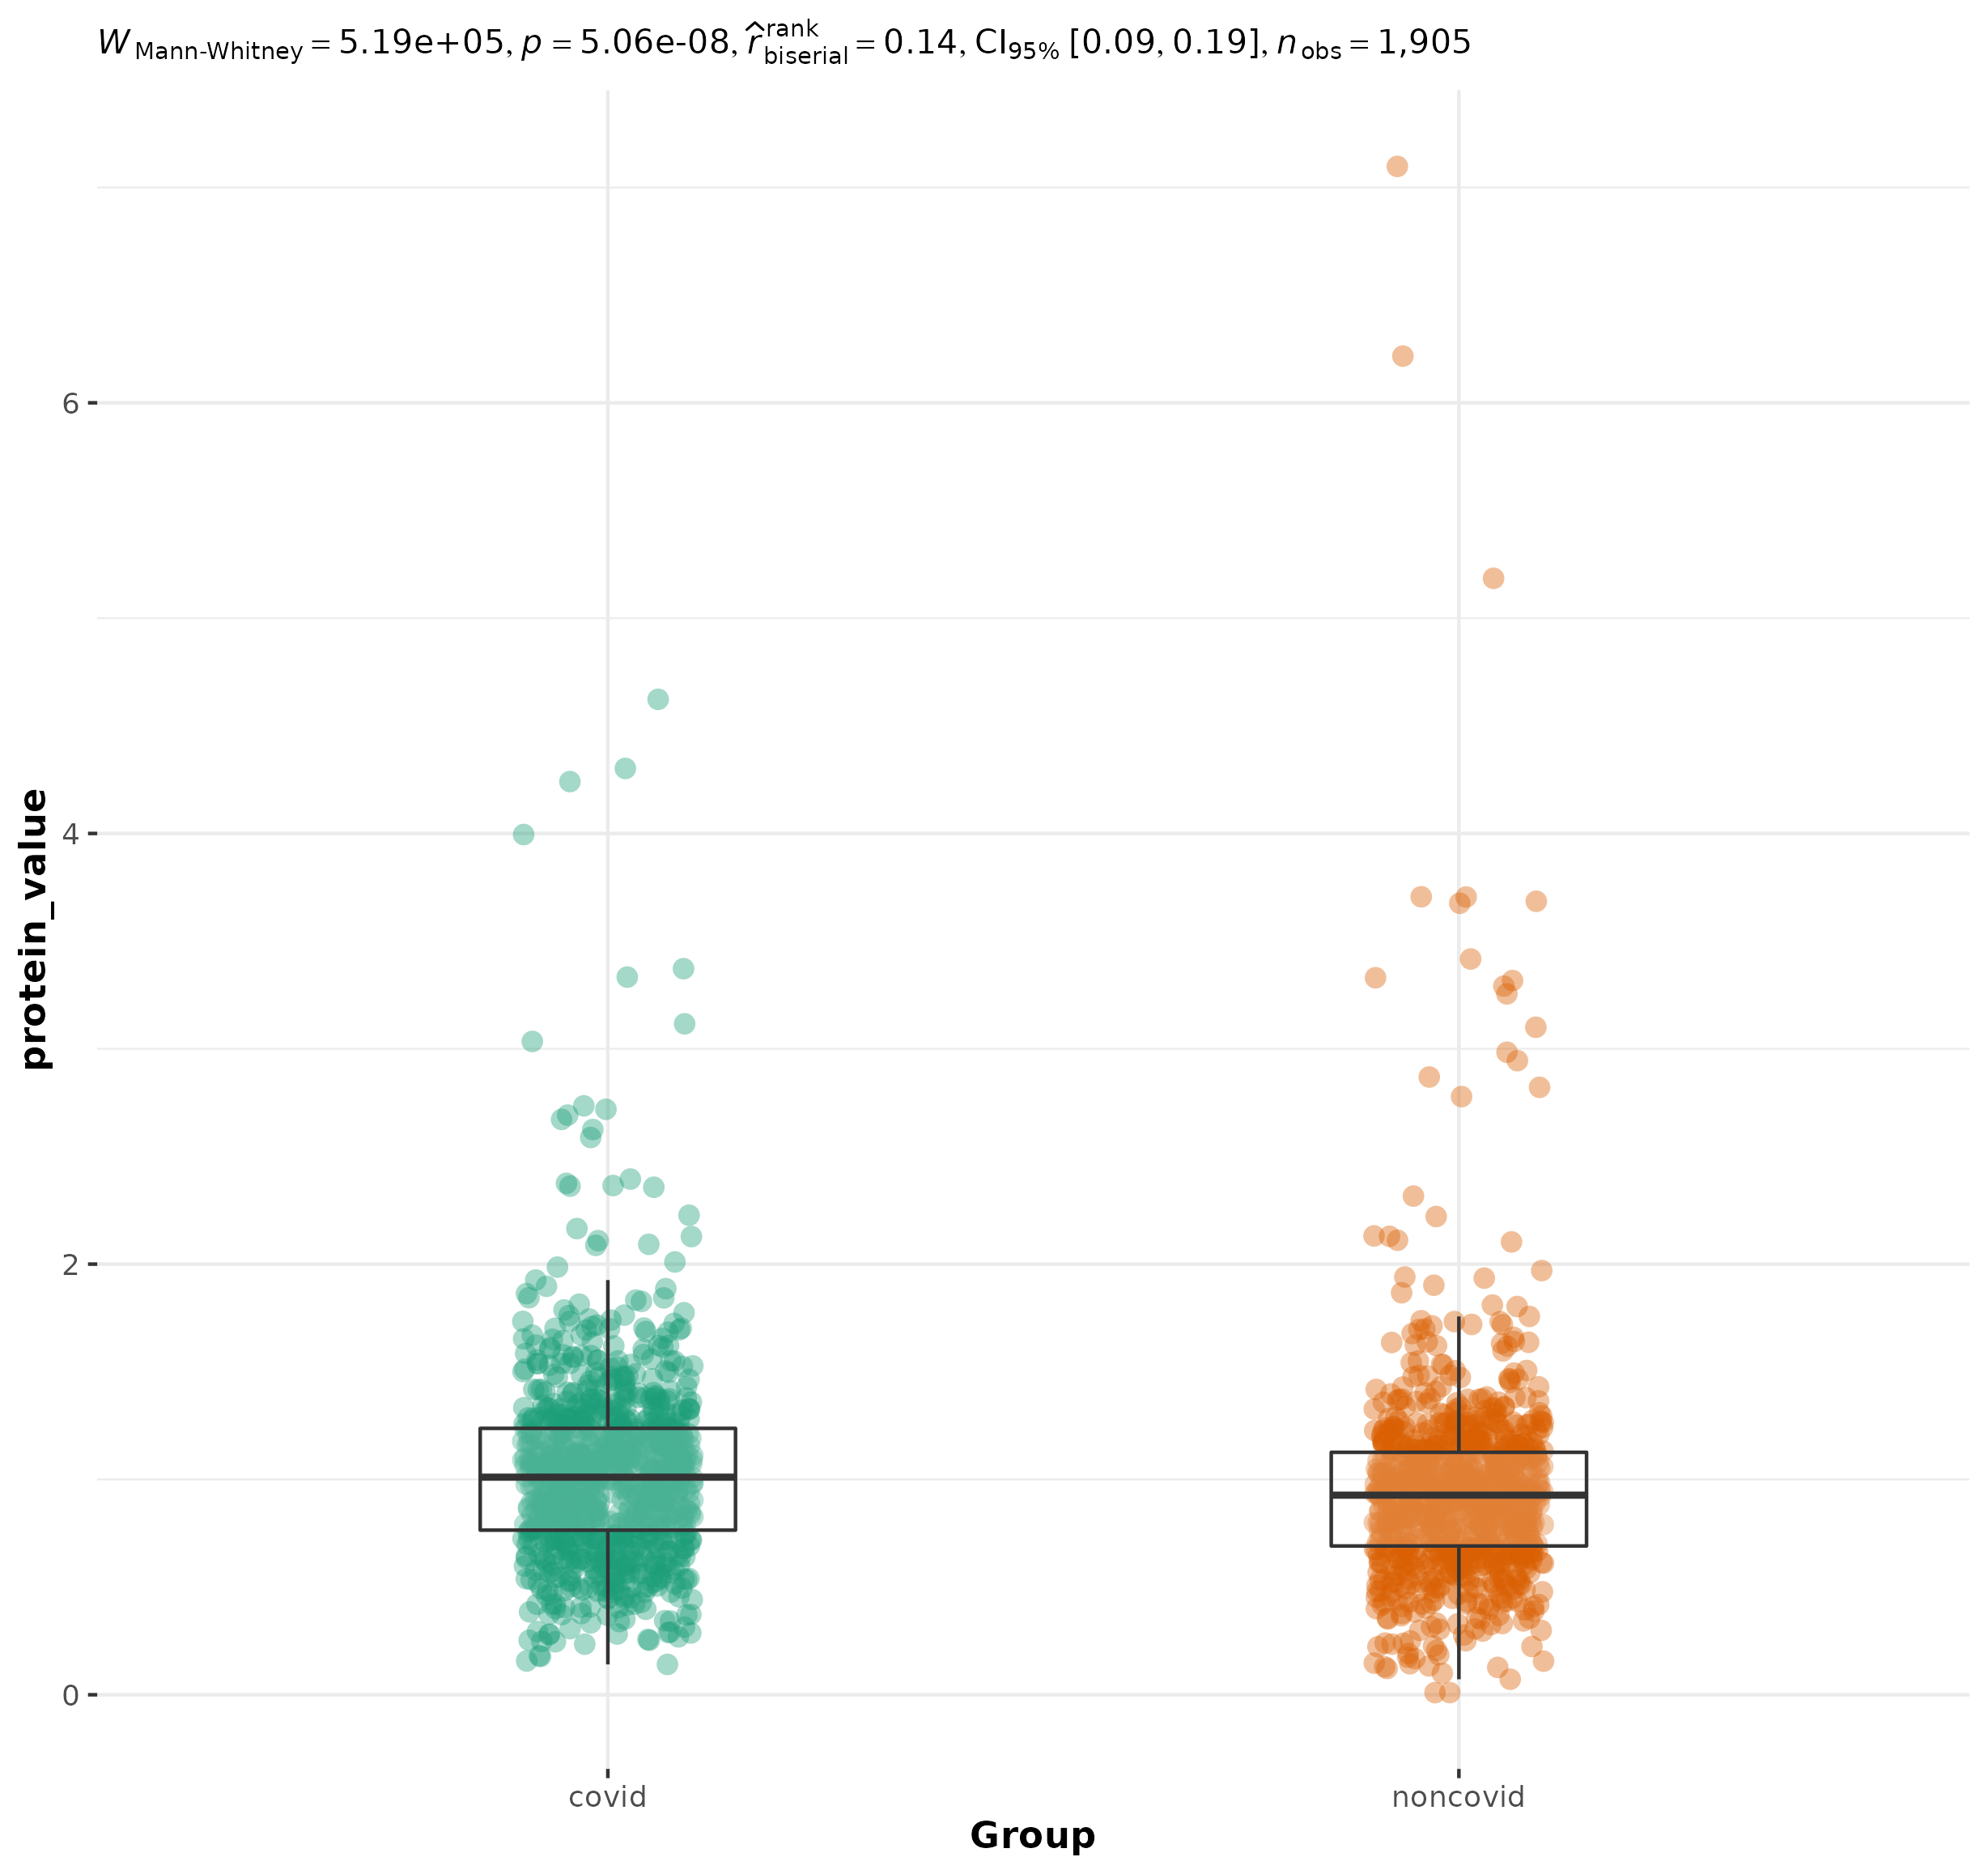 W Mann-Whitney = 5.19e+05, p = 5.06e-08, r̂ rank biserial = 0.14, CI95% [0.09, 0.19], nobs = 1,905
protein_value
6
4
2
0
covid noncovid
Group